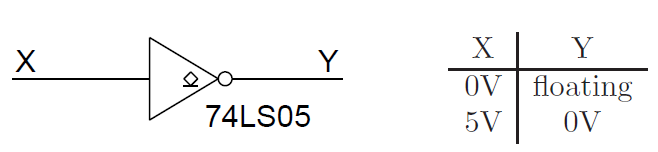 X Y
74LS05
X Y
0V floating
5V 0V